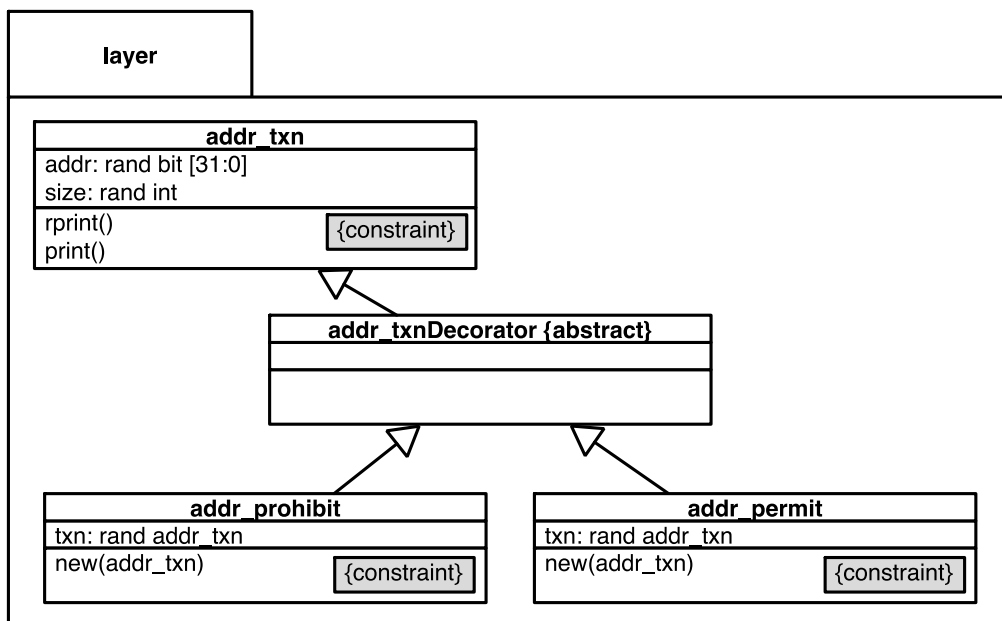 layer
addr_txn
addr: rand bit [31:0]
size: rand int
rprint()
{constraint}
print()
addr_txnDecorator {abstract}
addr_prohibit
txn: rand addr_txn
new(addr_txn)
{constraint}
addr_permit
txn: rand addr_txn
new(addr_txn)
{constraint}